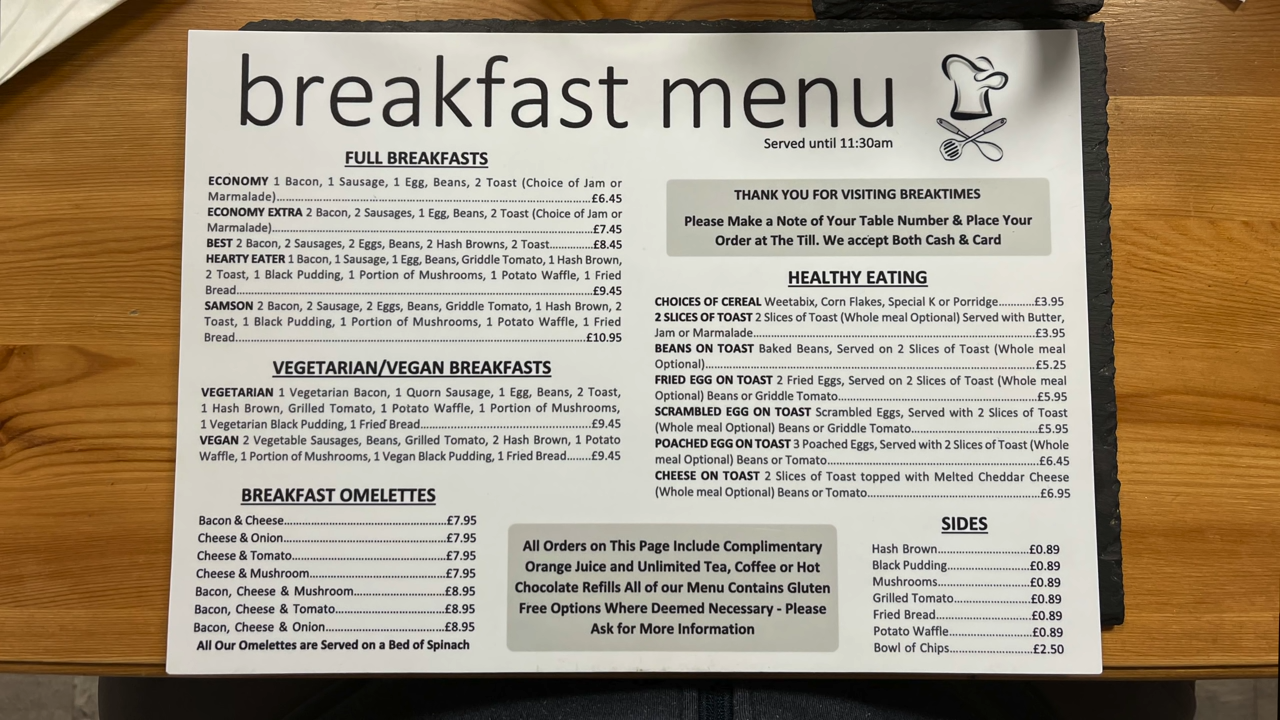 breakfast menu
Served until 11:30am
FULL BREAKFASTS
ECONOMY 1 Bacon, 1 Sausage, 1 Egg, Beans, 2 Toast (Choice of Jam or
Marmalade)....................£6.45
ECONOMY EXTRA 2 Bacon, 2 Sausages, 1 Egg, Beans, 2 Toast (Choice of Jam or
Marmalade)....................£7.45
BEST 2 Bacon, 2 Sausages, 2 Eggs, Beans, 2 Hash Browns, 2 Toast............£8.45
HEARTY EATER 1 Bacon, 1 Sausage, 1 Egg, Beans, Griddle Tomato, 1 Hash Brown,
2 Toast, 1 Black Pudding, 1 Portion of Mushrooms, 1 Potato Waffle, 1 Fried
Bread....................£9.45
SAMSON 2 Bacon, 2 Sausage, 2 Eggs, Beans, Griddle Tomato, 1 Hash Brown, 2
Toast, 1 Black Pudding, 1 Portion of Mushrooms, 1 Potato Waffle, 1 Fried
Bread....................£10.95
VEGETARIAN/VEGAN BREAKFASTS
VEGETARIAN 1 Vegetarian Bacon, 1 Quorn Sausage, 1 Egg, Beans, 2 Toast,
1 Hash Brown, Grilled Tomato, 1 Potato Waffle, 1 Portion of Mushrooms,
1 Vegetarian Black Pudding, 1 Fried Bread....................£9.45
VEGAN 2 Vegetable Sausages, Beans, Grilled Tomato, 2 Hash Brown, 1 Potato
Waffle, 1 Portion of Mushrooms, 1 Vegan Black Pudding, 1 Fried Bread.......£9.45
BREAKFAST OMELETTES
Bacon & Cheese....................£7.95
Cheese & Onion....................£7.95
Cheese & Tomato....................£7.95
Cheese & Mushroom....................£7.95
Bacon, Cheese & Mushroom....................£8.95
Bacon, Cheese & Tomato....................£8.95
Bacon, Cheese & Onion....................£8.95
All Our Omelettes are Served on a Bed of Spinach
THANK YOU FOR VISITING BREAKTIMES
Please Make a Note of Your Table Number & Place Your
Order at The Till. We accept Both Cash & Card
HEALTHY EATING
CHOICES OF CEREAL Weetabix, Corn Flakes, Special K or Porridge............£3.95
2 SLICES OF TOAST 2 Slices of Toast (Whole meal Optional) Served with Butter,
Jam or Marmalade....................£3.95
BEANS ON TOAST Baked Beans, Served on 2 Slices of Toast (Whole meal
Optional)....................£5.25
FRIED EGG ON TOAST 2 Fried Eggs, Served on 2 Slices of Toast (Whole meal
Optional) Beans or Griddle Tomato....................£5.95
SCRAMBLED EGG ON TOAST Scrambled Eggs, Served with 2 Slices of Toast
(Whole meal Optional) Beans or Griddle Tomato....................£5.95
POACHED EGG ON TOAST 3 Poached Eggs, Served with 2 Slices of Toast (Whole
meal Optional) Beans or Tomato....................£6.45
CHEESE ON TOAST 2 Slices of Toast topped with Melted Cheddar Cheese
(Whole meal Optional) Beans or Tomato....................£6.95
All Orders on This Page Include Complimentary
Orange Juice and Unlimited Tea, Coffee or Hot
Chocolate Refills All of our Menu Contains Gluten
Free Options Where Deemed Necessary - Please
Ask for More Information
SIDES
Hash Brown....................£0.89
Black Pudding....................£0.89
Mushrooms....................£0.89
Grilled Tomato....................£0.89
Fried Bread....................£0.89
Potato Waffle....................£0.89
Bowl of Chips....................£2.50